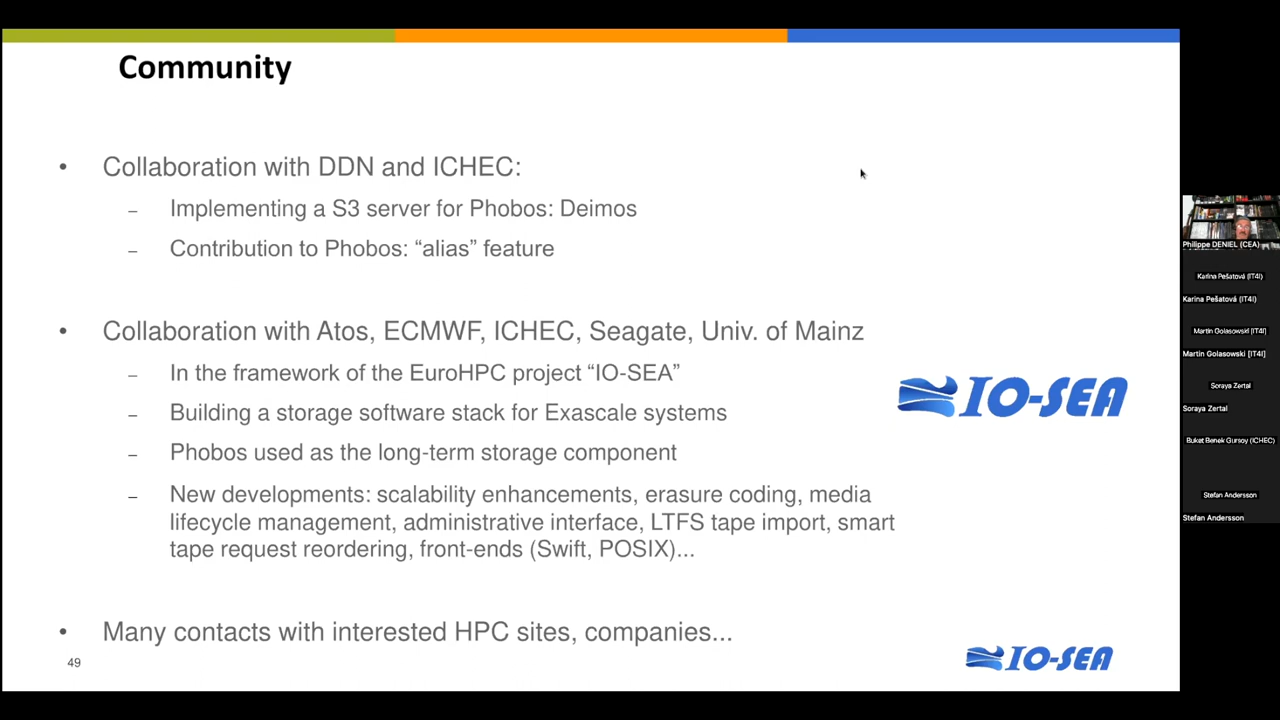 Community
• Collaboration with DDN and ICHEC:
– Implementing a S3 server for Phobos: Deimos
– Contribution to Phobos: “alias” feature
• Collaboration with Atos, ECMWF, ICHEC, Seagate, Univ. of Mainz
– In the framework of the EuroHPC project “IO-SEA”
– Building a storage software stack for Exascale systems
– Phobos used as the long-term storage component
– New developments: scalability enhancements, erasure coding, media
lifecycle management, administrative interface, LTFS tape import, smart
tape request reordering, front-ends (Swift, POSIX)...
IO-SEA
• Many contacts with interested HPC sites, companies...
49
IO-SEA
Philippe DENIEL (CEA)
Karina Pešatová (IT4I)
Karina Pešatová (IT4I)
Martin Golasowski [IT4I]
Martin Golasowski [IT4I]
Soraya Zertal
Soraya Zertal
Buket Benek Gursoy (ICHEC)
Stefan Andersson
Stefan Andersson